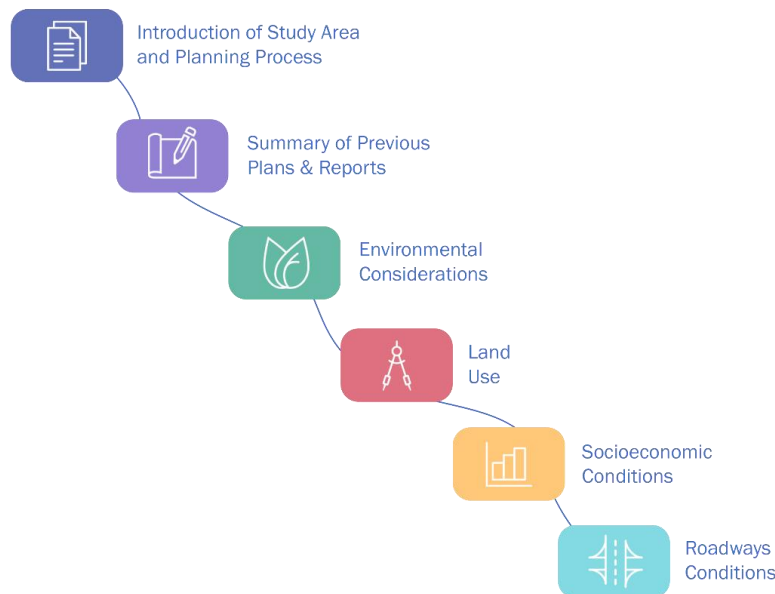 Introduction of Study Area
and Planning Process
Summary of Previous
Plans & Reports
Environmental
Considerations
Land
Use
Socioeconomic
Conditions
Roadways
Conditions